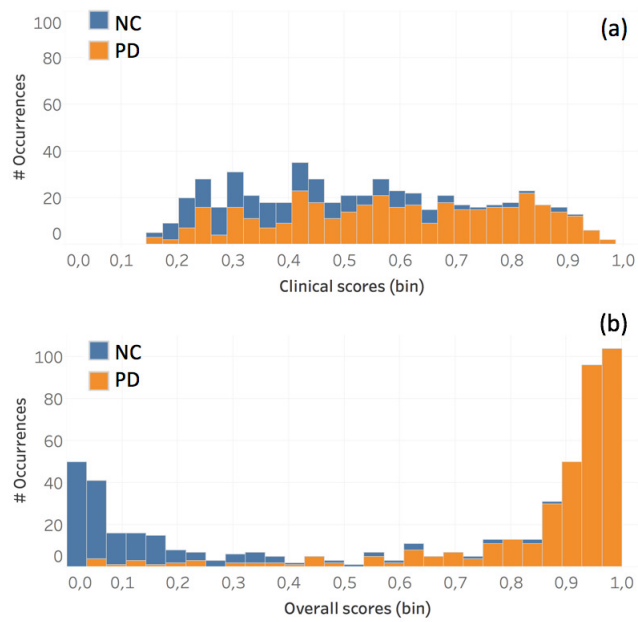 (a)
NC
PD
100
80
60
40
20
0
# Occurrences
0,0 0,1 0,2 0,3 0,4 0,5 0,6 0,7 0,8 0,9 1,0
Clinical scores (bin)
(b)
NC
PD
100
80
60
40
20
0
# Occurrences
0,0 0,1 0,2 0,3 0,4 0,5 0,6 0,7 0,8 0,9 1,0
Overall scores (bin)